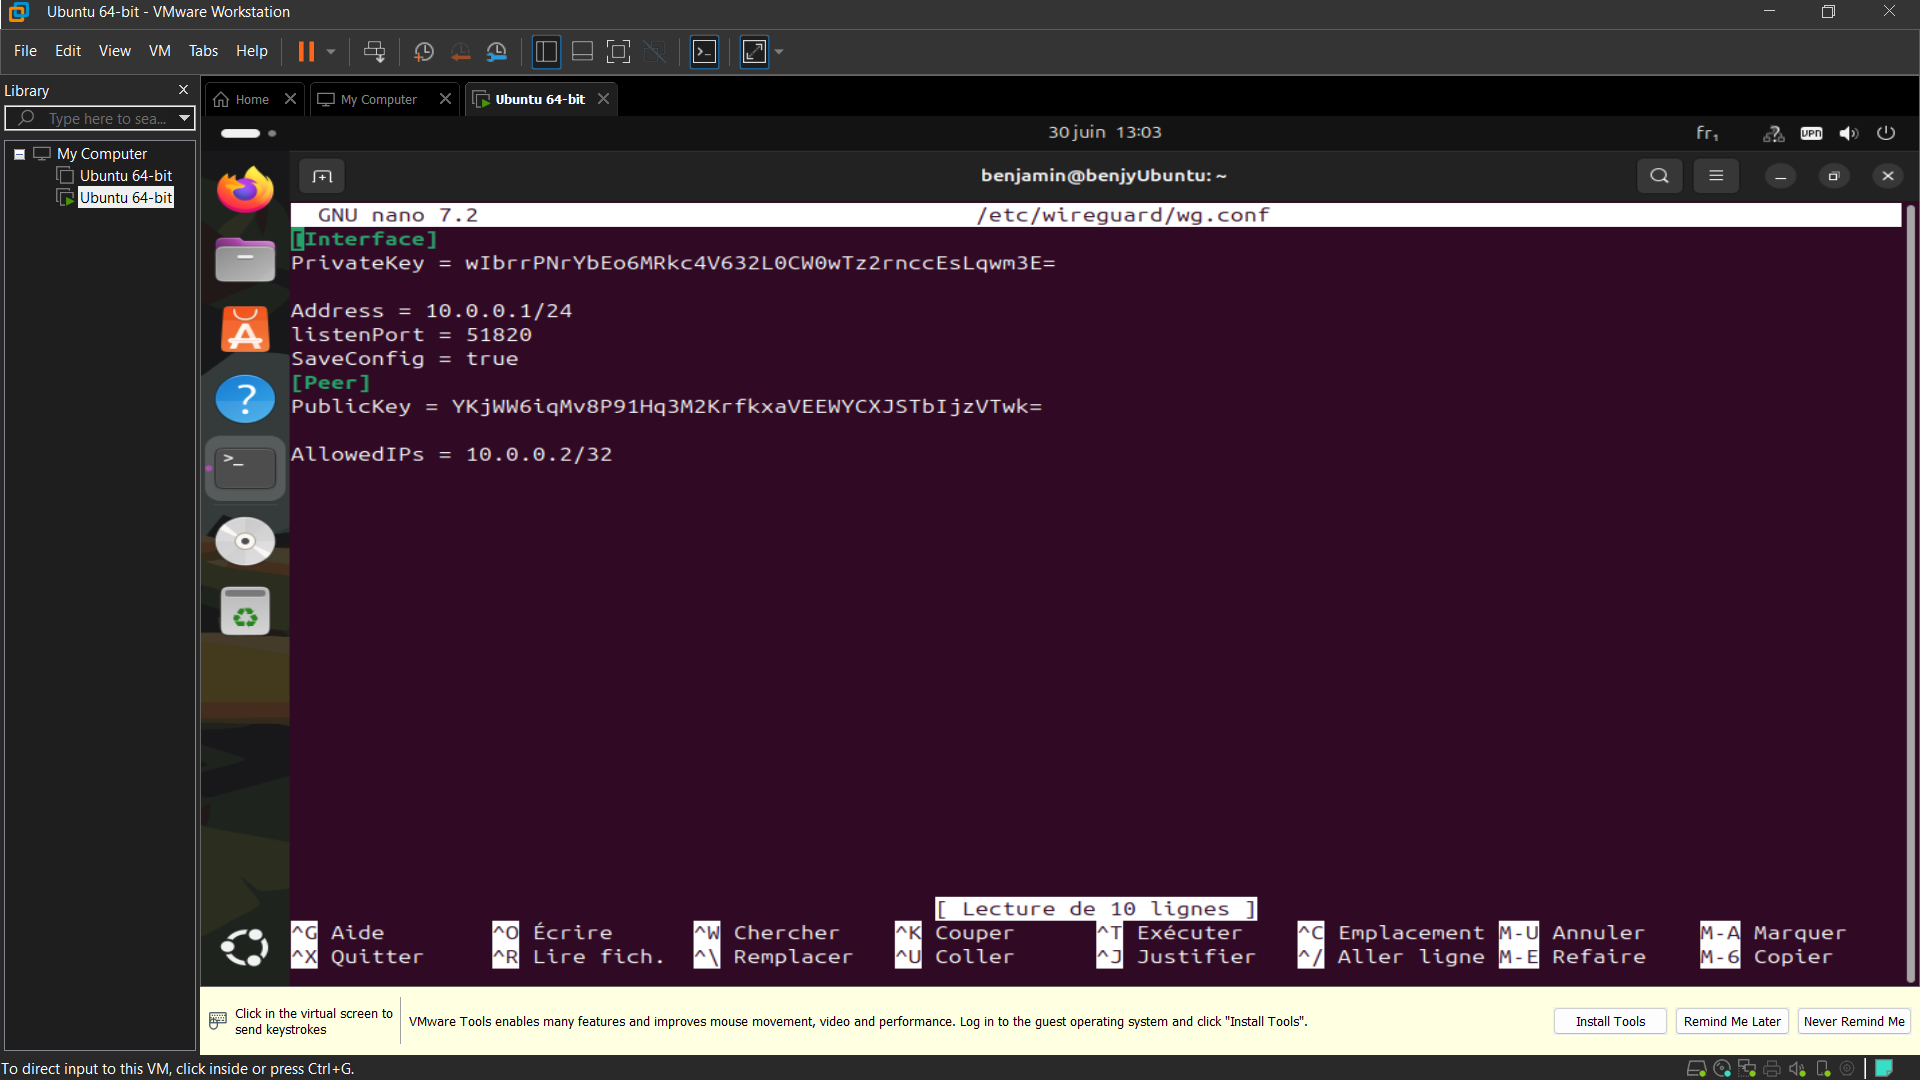 Ubuntu 64-bit - VMware Workstation
File Edit View VM Tabs Help
Library
Type here to sea...
My Computer
Ubuntu 64-bit
Ubuntu 64-bit
Home
My Computer
Ubuntu 64-bit
30 juin 13:03
fr₁
VPN
benjamin@benjyUbuntu: ~
GNU nano 7.2 /etc/wireguard/wg.conf
[Interface]
PrivateKey = wIbrrPNrYbEo6MRkc4V632L0CW0wTz2rnccEsLqwm3E=
Address = 10.0.0.1/24
listenPort = 51820
SaveConfig = true
[Peer]
PublicKey = YKjWW6iqMv8P91Hq3M2KrfkxaVEEWYCXJSTbIjzVTwk=
AllowedIPs = 10.0.0.2/32
[ Lecture de 10 lignes ]
^G Aide ^O Écrire ^W Chercher ^K Couper ^T Exécuter ^C Emplacement M-U Annuler M-A Marquer
^X Quitter ^R Lire fich. ^\ Remplacer ^U Coller ^J Justifier ^/ Aller ligne M-E Refaire M-6 Copier
Click in the virtual screen to
send keystrokes
VMware Tools enables many features and improves mouse movement, video and performance. Log in to the guest operating system and click "Install Tools".
Install Tools
Remind Me Later
Never Remind Me
To direct input to this VM, click inside or press Ctrl+G.